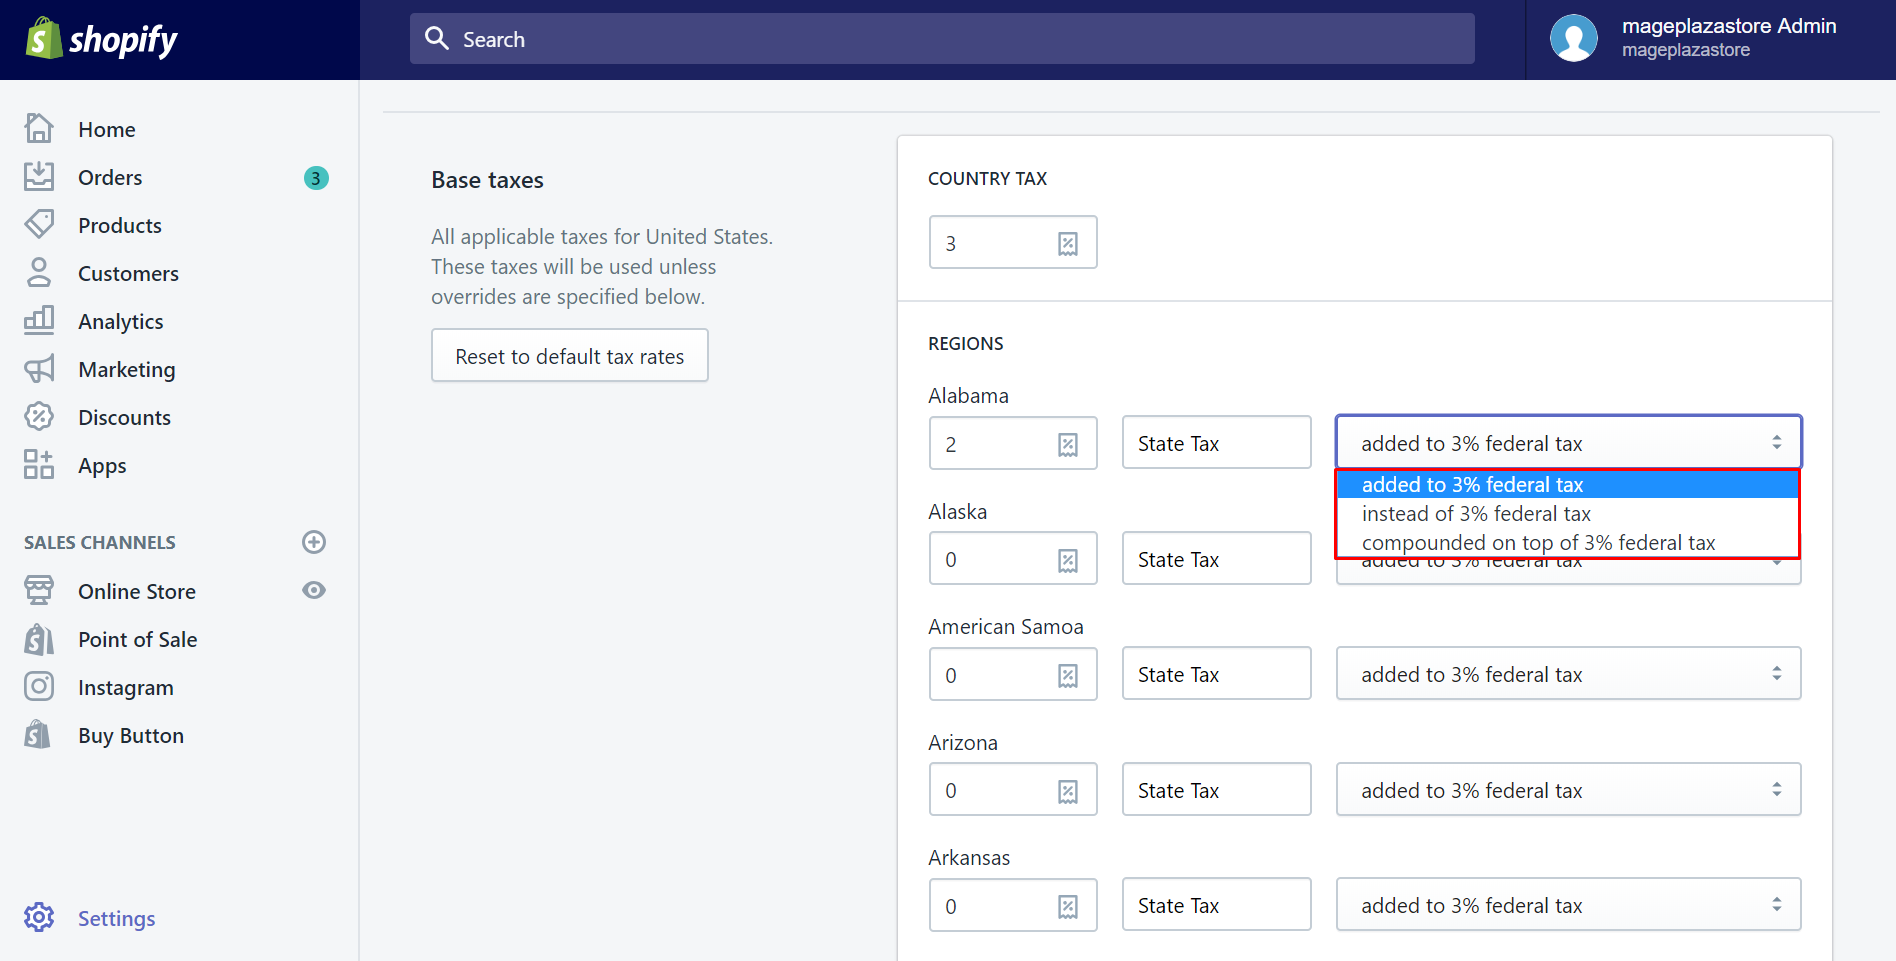 shopify
Search
mageplazastore Admin
mageplazastore
Home
Orders
3
Products
Customers
Analytics
Marketing
Discounts
Apps
SALES CHANNELS
Online Store
Point of Sale
Instagram
Buy Button
Settings
Base taxes
All applicable taxes for United States.
These taxes will be used unless
overrides are specified below.
Reset to default tax rates
COUNTRY TAX
3
REGIONS
Alabama
2
State Tax
added to 3% federal tax
added to 3% federal tax
instead of 3% federal tax
compounded on top of 3% federal tax
Alaska
0
State Tax
added to 3% federal tax
American Samoa
0
State Tax
added to 3% federal tax
Arizona
0
State Tax
added to 3% federal tax
Arkansas
0
State Tax
added to 3% federal tax